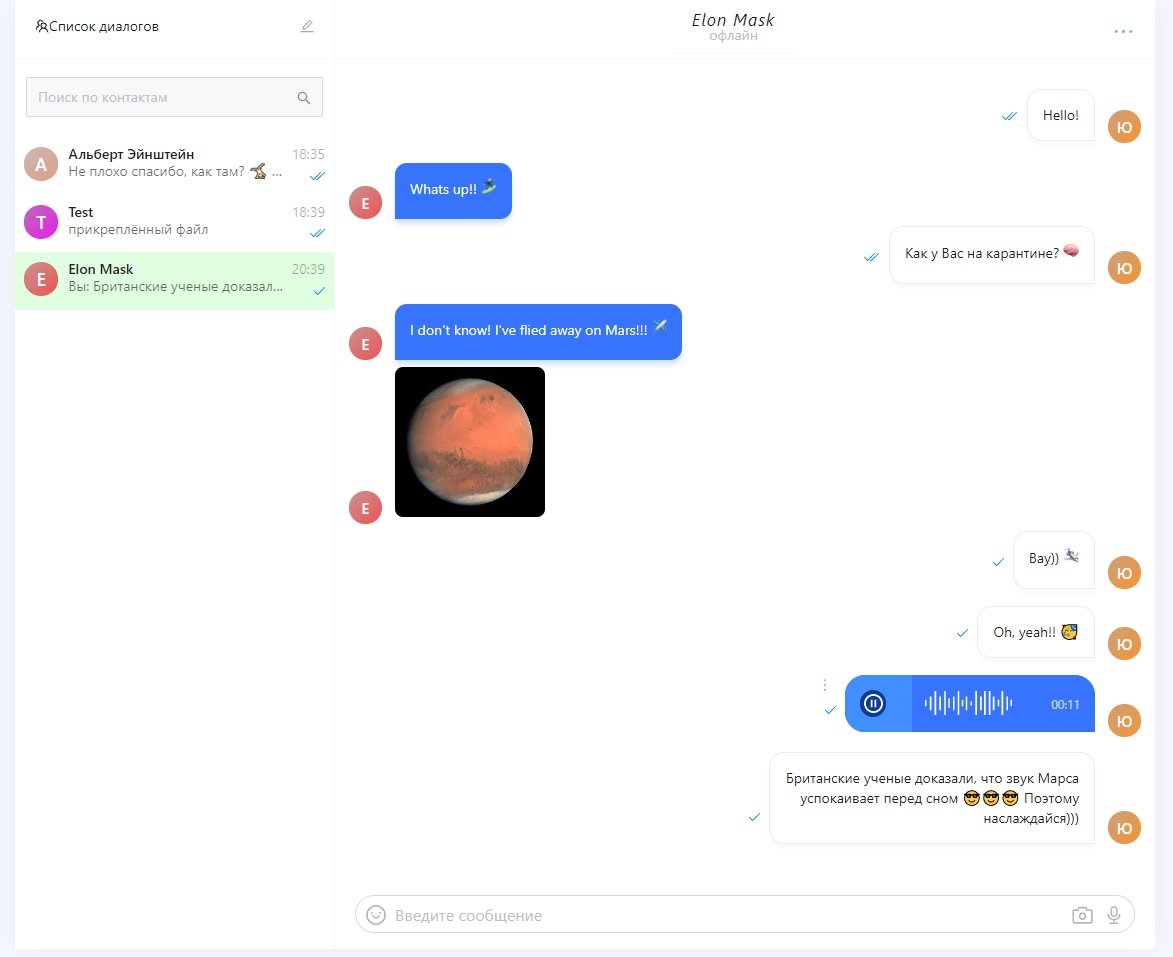 Список диалогов
Поиск по контактам
А
Альберт Эйнштейн
18:35
Не плохо спасибо, как там? 🐒 ...
T
Test
18:39
прикреплённый файл
E
Elon Mask
20:39
Вы: Британские ученые доказал...
Elon Mask
офлайн
...
Hello!
Ю
Whats up!! 🏄
E
Как у Вас на карантине? 🧠
Ю
I don't know! I've flied away on Mars!!! ✈️
E
E
Вау)) 🏂
Ю
Oh, yeah!! 🥳
Ю
00:11
Ю
Британские ученые доказали, что звук Марса
успокаивает перед сном 😎😎😎 Поэтому
наслаждайся)))
Ю
Введите сообщение